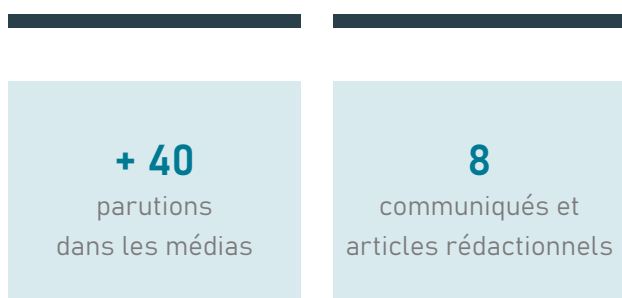 + 40
parutions
dans les médias
8
communiqués et
articles rédactionnels